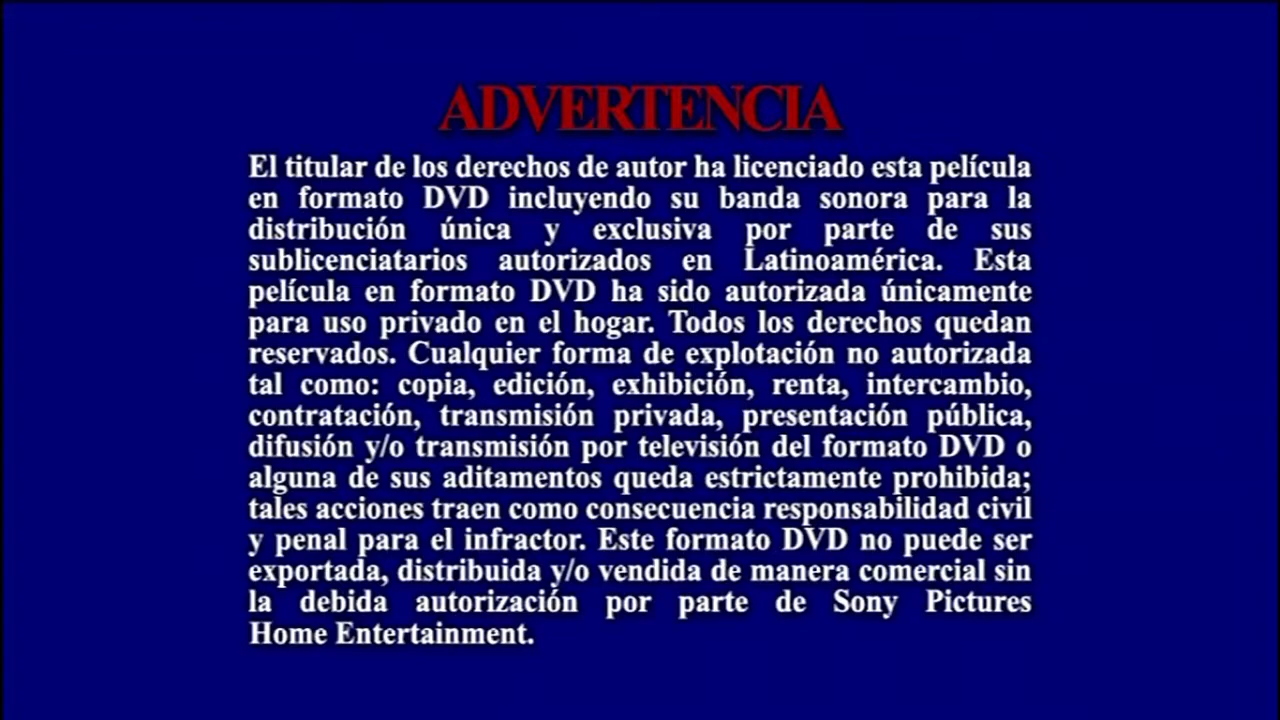 ADVERTENCIA
El titular de los derechos de autor ha licenciado esta película
en formato DVD incluyendo su banda sonora para la
distribución única y exclusiva por parte de sus
sublicenciatarios autorizados en Latinoamérica. Esta
película en formato DVD ha sido autorizada únicamente
para uso privado en el hogar. Todos los derechos quedan
reservados. Cualquier forma de explotación no autorizada
tal como: copia, edición, exhibición, renta, intercambio,
contratación, transmisión privada, presentación pública,
difusión y/o transmisión por televisión del formato DVD o
alguna de sus aditamentos queda estrictamente prohibida;
tales acciones traen como consecuencia responsabilidad civil
y penal para el infractor. Este formato DVD no puede ser
exportada, distribuida y/o vendida de manera comercial sin
la debida autorización por parte de Sony Pictures
Home Entertainment.